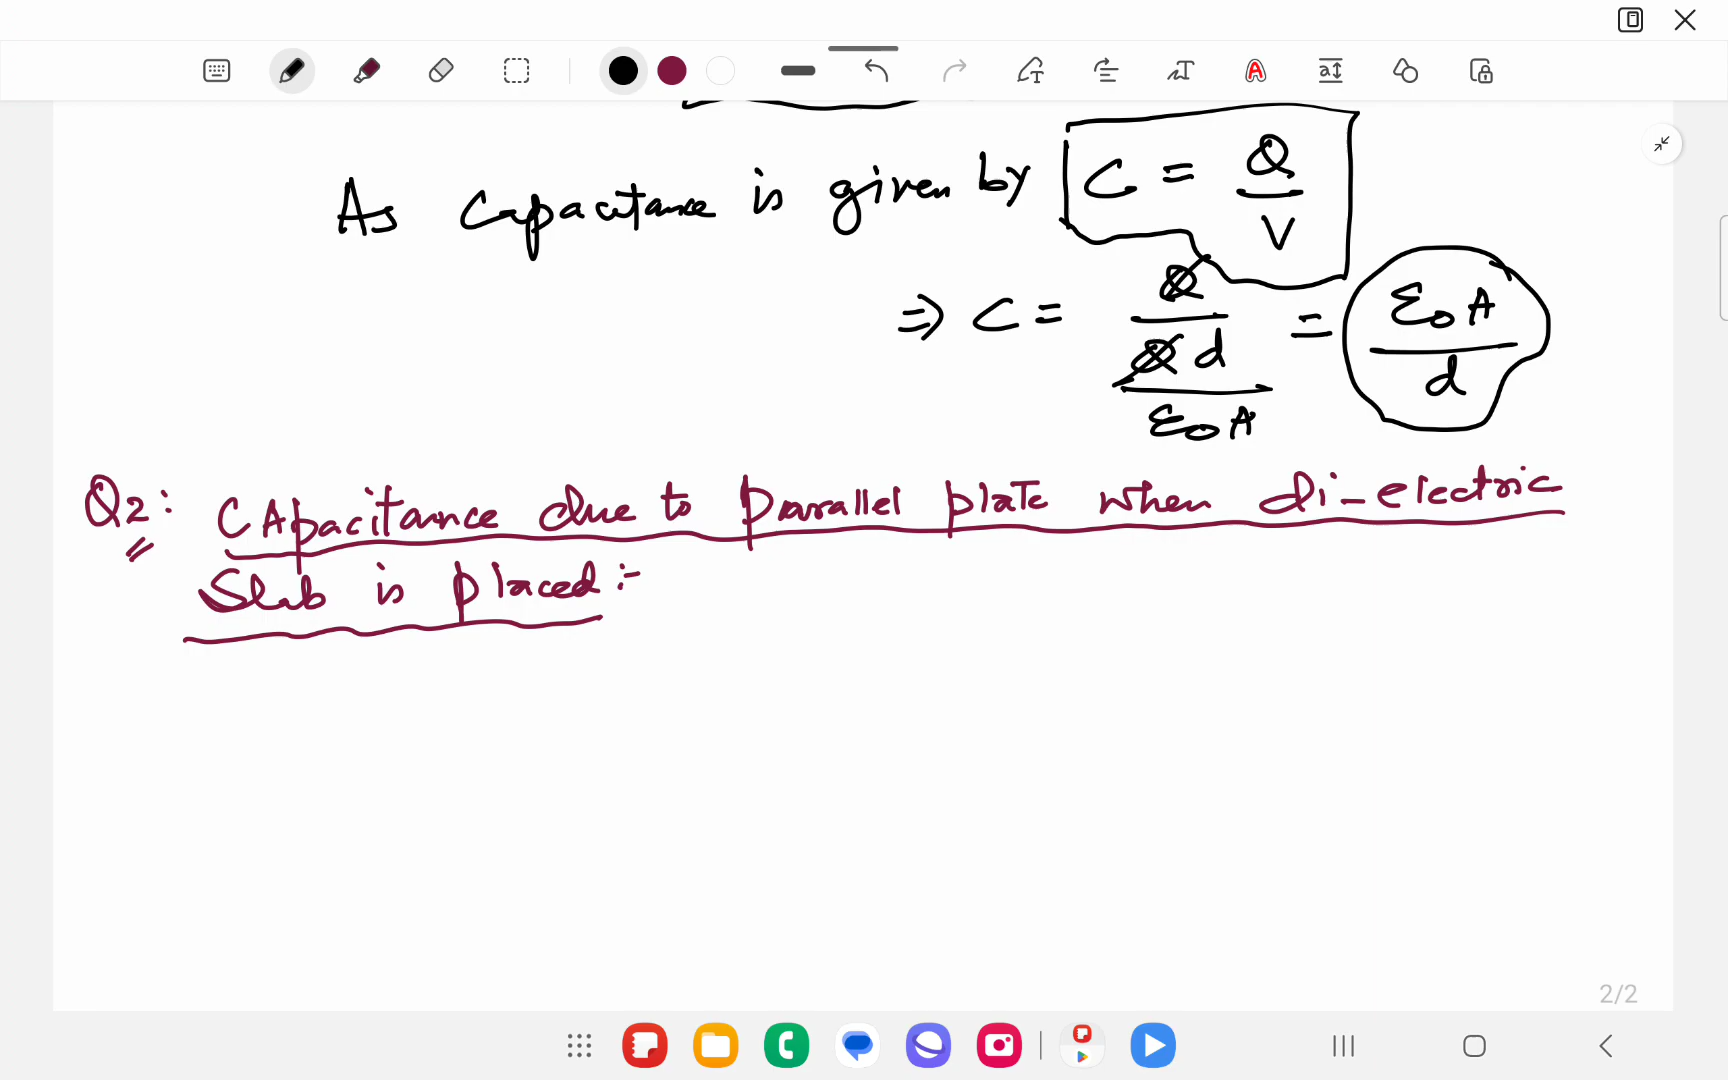 As Capacitance is given by C = Q/V
⇒ C = Q / (Qd / ε₀A) = ε₀A / d
Q2: CApacitance due to parallel plate when di-electric
Slab is placed :-
2/2